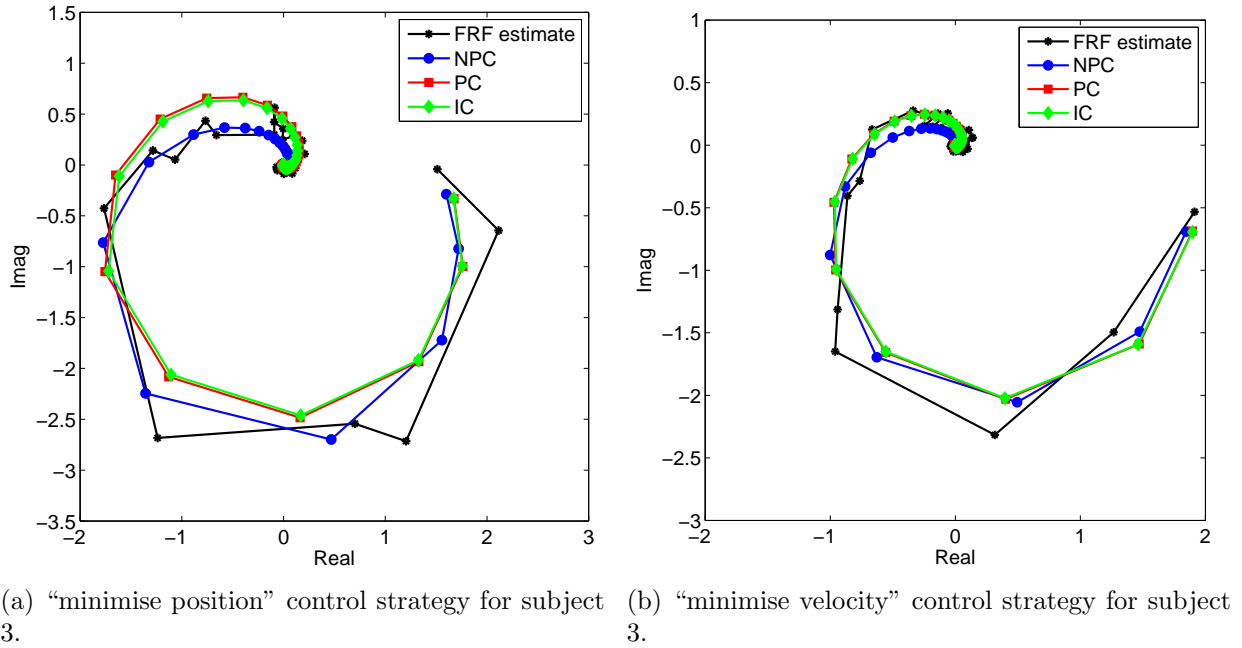 1.5
1
0.5
0
−0.5
−1
−1.5
−2
−2.5
−3
−3.5
−2
−1
0
1
2
3
Real
Imag
FRF estimate
NPC
PC
IC
(a) “minimise position” control strategy for subject
3.
1
0.5
0
−0.5
−1
−1.5
−2
−2.5
−3
−2
−1
0
1
2
Real
Imag
FRF estimate
NPC
PC
IC
(b) “minimise velocity” control strategy for subject
3.